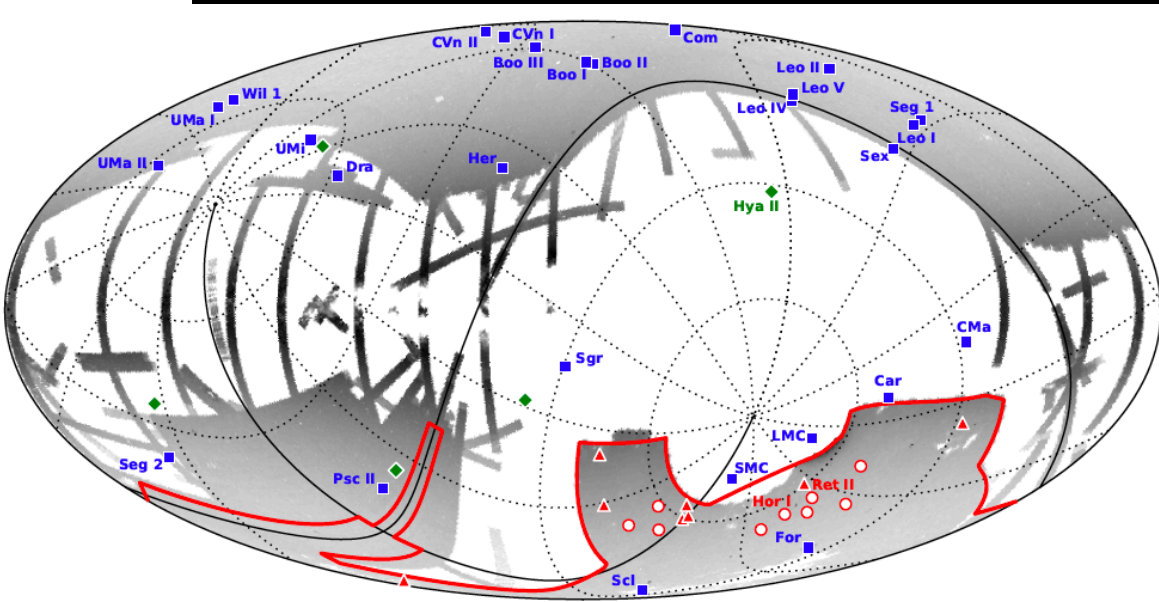 CVn II
CVn I
Com
Boo III
Boo I
Boo II
Leo II
Wil 1
UMa I
Leo V
Leo IV
Seg 1
Leo I
UMi
UMa II
Dra
Her
Sex
Hya II
CMa
Sgr
Car
LMC
Seg 2
SMC
Psc II
Ret II
Hor I
For
Scl